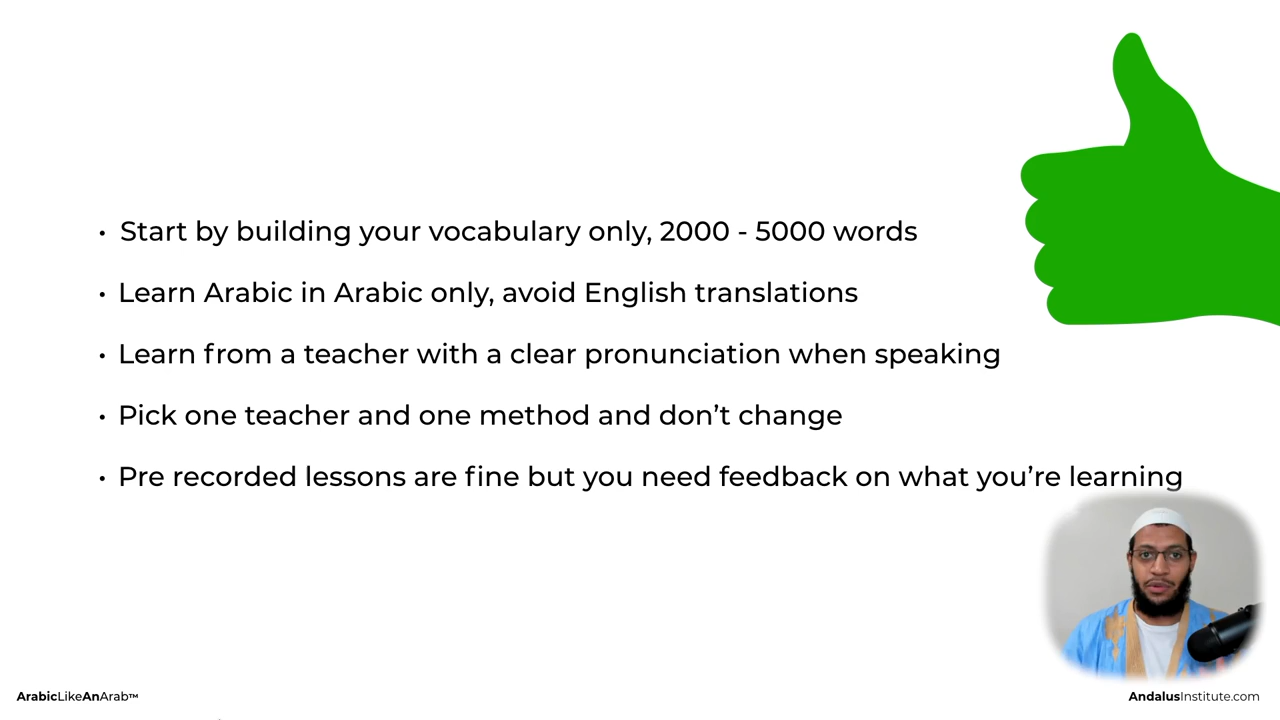 • Start by building your vocabulary only, 2000 - 5000 words
• Learn Arabic in Arabic only, avoid English translations
• Learn from a teacher with a clear pronunciation when speaking
• Pick one teacher and one method and don’t change
• Pre recorded lessons are fine but you need feedback on what you’re learning
ArabicLikeAnArab™
AndalusInstitute.com